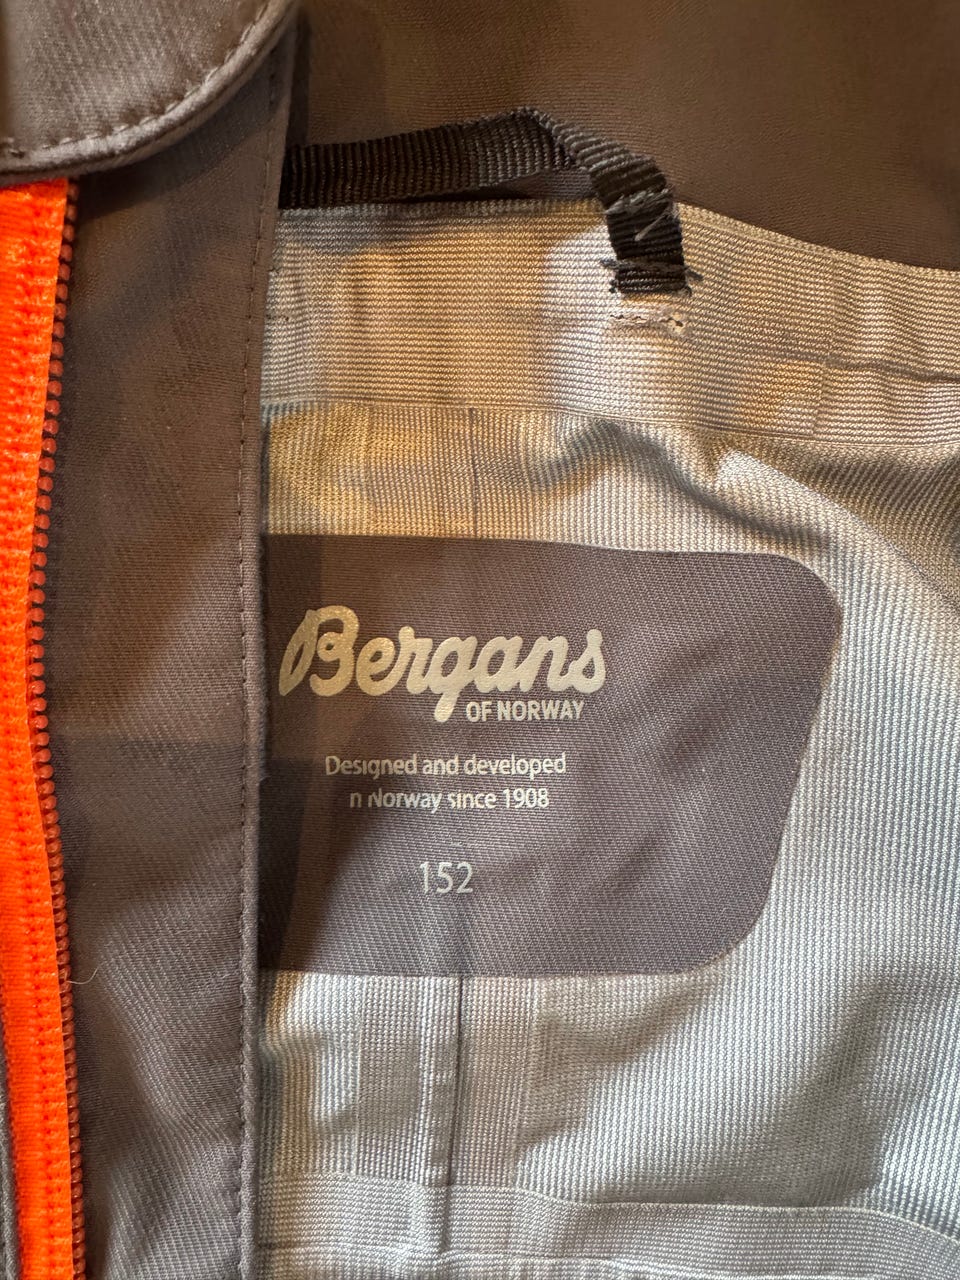 Bergans
OF NORWAY
Designed and developed
n Norway since 1908
152